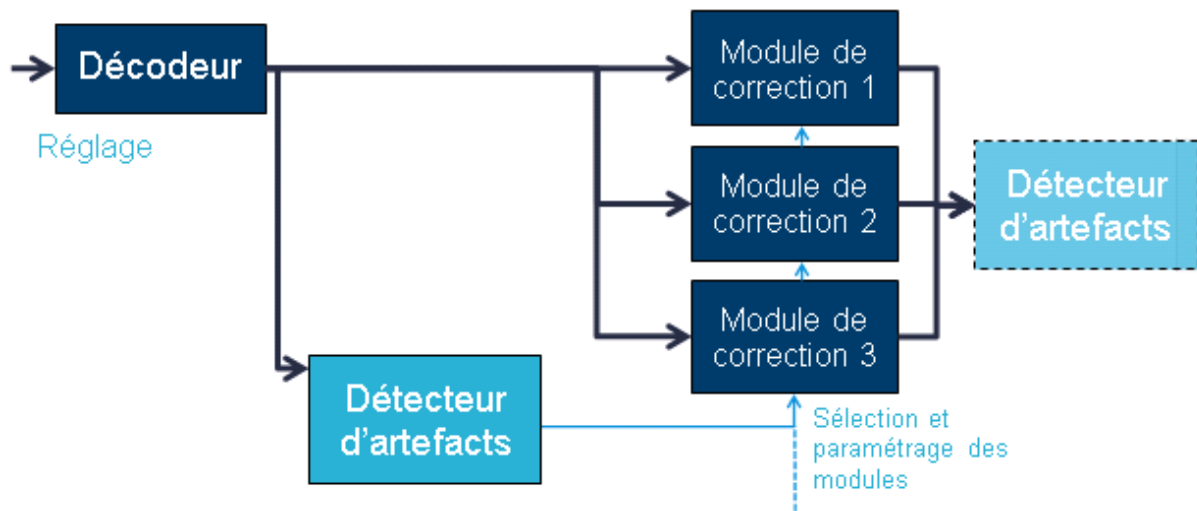 Décodeur
Réglage
Module de
correction 1
Module de
correction 2
Module de
correction 3
Détecteur
d'artefacts
Détecteur
d'artefacts
Sélection et
paramétrage des
modules